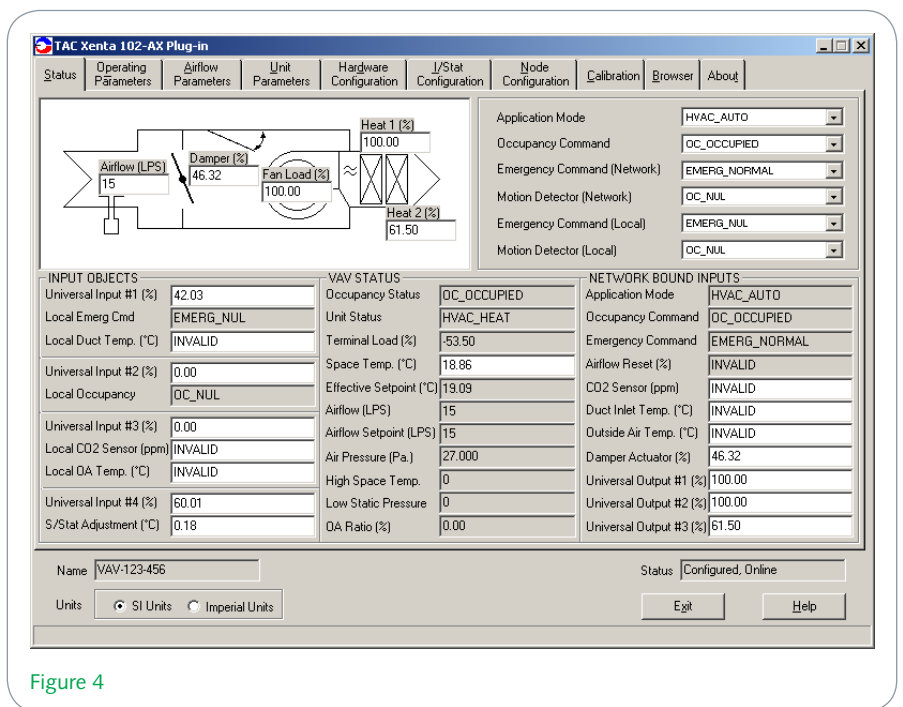 TAC Xenta 102-AX Plug-in
Status
Operating Parameters
Airflow Parameters
Unit Parameters
Hardware Configuration
I/Stat Configuration
Node Configuration
Calibration
Browser
About
Airflow (LPS)
15
Damper (%)
46.32
Fan Load (%)
100.00
Heat 1 (%)
100.00
Heat 2 (%)
61.50
Application Mode HVAC_AUTO
Occupancy Command OC_OCCUPIED
Emergency Command (Network) EMERG_NORMAL
Motion Detector (Network) OC_NUL
Emergency Command (Local) EMERG_NUL
Motion Detector (Local) OC_NUL
INPUT OBJECTS
Universal Input #1 (%) 42.03
Local Emerg Cmd EMERG_NUL
Local Duct Temp. (°C) INVALID
Universal Input #2 (%) 0.00
Local Occupancy OC_NUL
Universal Input #3 (%) 0.00
Local CO2 Sensor (ppm) INVALID
Local OA Temp. (°C) INVALID
Universal Input #4 (%) 60.01
S/Stat Adjustment (°C) 0.18
VAV STATUS
Occupancy Status OC_OCCUPIED
Unit Status HVAC_HEAT
Terminal Load (%) -53.50
Space Temp. (°C) 18.86
Effective Setpoint (°C) 19.09
Airflow (LPS) 15
Airflow Setpoint (LPS) 15
Air Pressure (Pa.) 27.000
High Space Temp. 0
Low Static Pressure 0
OA Ratio (%) 0.00
NETWORK BOUND INPUTS
Application Mode HVAC_AUTO
Occupancy Command OC_OCCUPIED
Emergency Command EMERG_NORMAL
Airflow Reset (%) INVALID
CO2 Sensor (ppm) INVALID
Duct Inlet Temp. (°C) INVALID
Outside Air Temp. (°C) INVALID
Damper Actuator (%) 46.32
Universal Output #1 (%) 100.00
Universal Output #2 (%) 100.00
Universal Output #3 (%) 61.50
Name VAV-123-456
Status Configured, Online
Units SI Units Imperial Units
Exit
Help
Figure 4